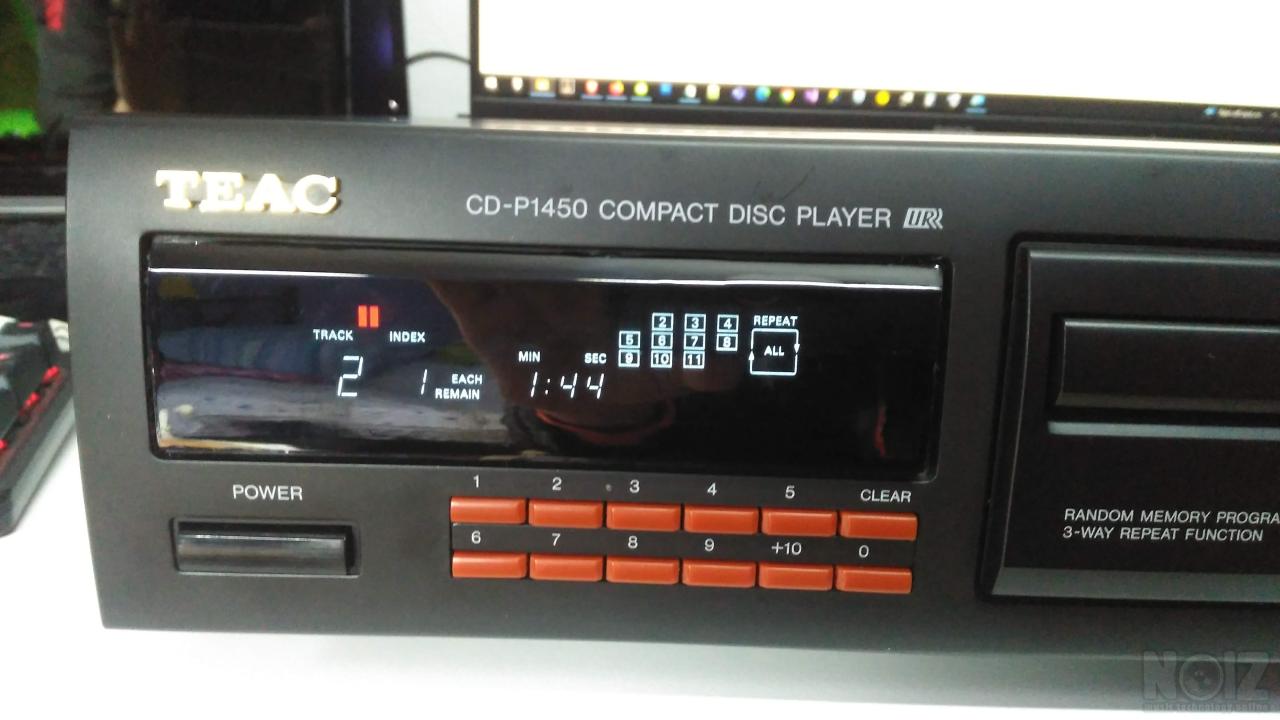 TEAC
CD-P1450 COMPACT DISC PLAYER
TRACK INDEX
2 1 EACH REMAIN
MIN SEC
1:44
2 3 4
5 6 7 8
9 10 11
REPEAT
ALL
POWER
1 2 3 4 5 CLEAR
6 7 8 9 +10 0
RANDOM MEMORY PROGRA
3-WAY REPEAT FUNCTION
NOIZ